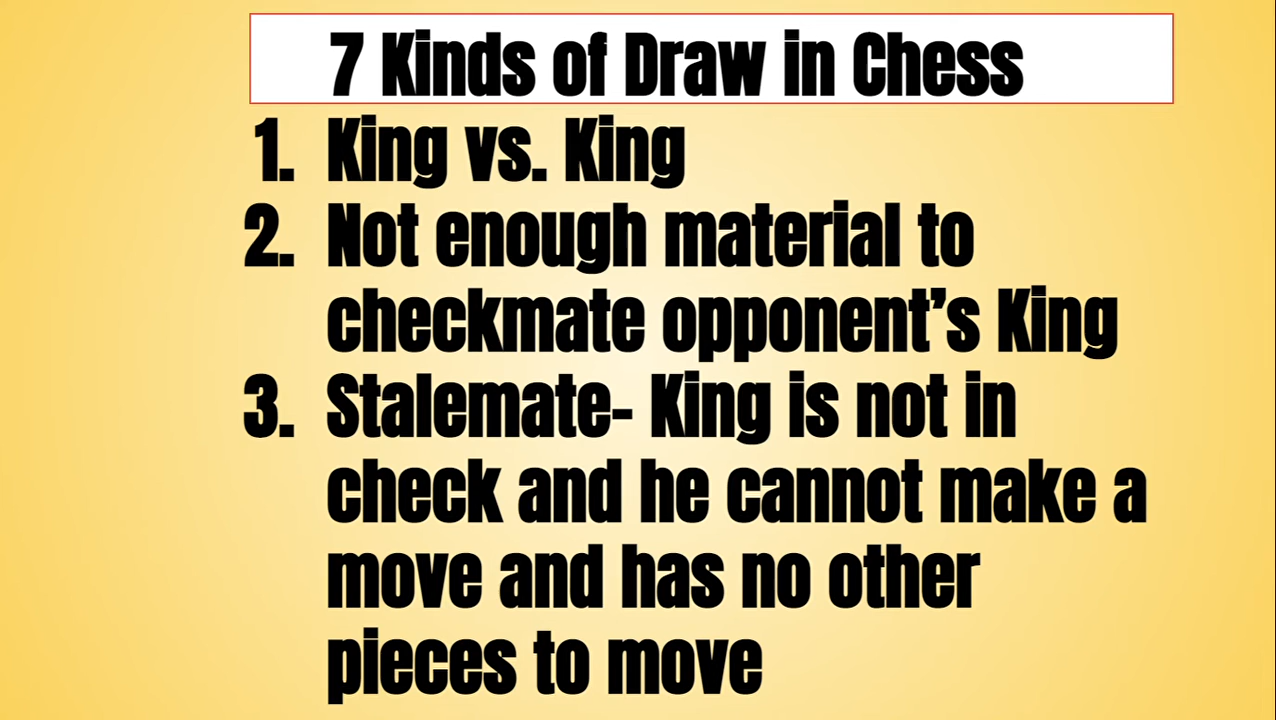 7 Kinds of Draw in Chess
1. King vs. King
2. Not enough material to
checkmate opponent’s King
3. Stalemate- King is not in
check and he cannot make a
move and has no other
pieces to move